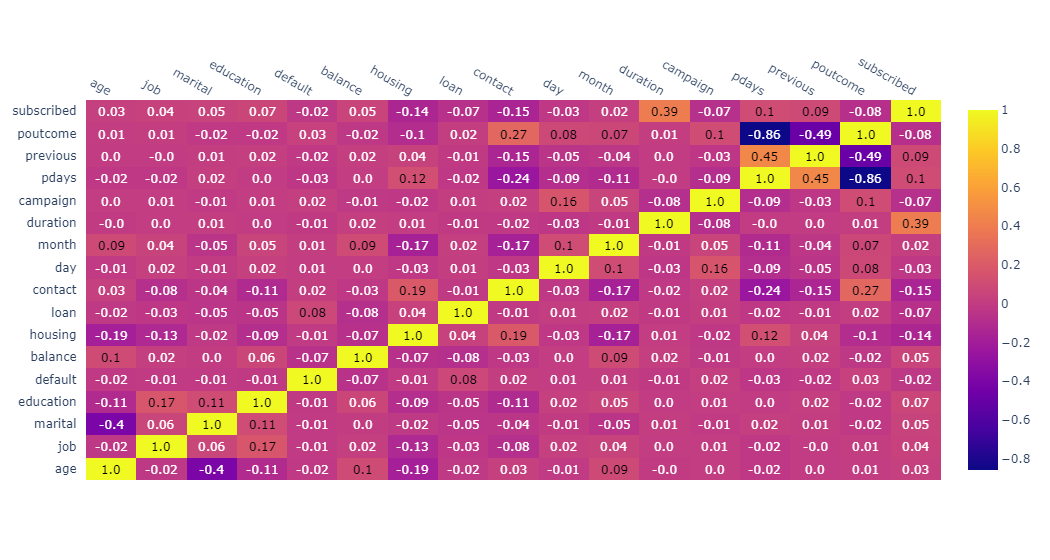 age job marital education default balance housing loan contact day month duration campaign pdays previous poutcome subscribed
subscribed 0.03 0.04 0.05 0.07 -0.02 0.05 -0.14 -0.07 -0.15 -0.03 0.02 0.39 -0.07 0.1 0.09 -0.08 1.0
poutcome 0.01 0.01 -0.02 -0.02 0.03 -0.02 -0.1 0.02 0.27 0.08 0.07 0.01 0.1 -0.86 -0.49 1.0 -0.08
previous 0.0 -0.0 0.01 0.02 -0.02 0.02 0.04 -0.01 -0.15 -0.05 -0.04 0.0 -0.03 0.45 1.0 -0.49 0.09
pdays -0.02 -0.02 0.02 0.0 -0.03 0.0 0.12 -0.02 -0.24 -0.09 -0.11 -0.0 -0.09 1.0 0.45 -0.86 0.1
campaign 0.0 0.01 -0.01 0.01 0.02 -0.01 -0.02 0.01 0.02 0.16 0.05 -0.08 1.0 -0.09 -0.03 0.1 -0.07
duration -0.0 0.0 0.01 0.0 -0.01 0.02 0.01 -0.01 -0.02 -0.03 -0.01 1.0 -0.08 -0.0 0.0 0.01 0.39
month 0.09 0.04 -0.05 0.05 0.01 0.09 -0.17 0.02 -0.17 0.1 1.0 -0.01 0.05 -0.11 -0.04 0.07 0.02
day -0.01 0.02 -0.01 0.02 0.01 0.0 -0.03 0.01 -0.03 1.0 0.1 -0.03 0.16 -0.09 -0.05 0.08 -0.03
contact 0.03 -0.08 -0.04 -0.11 0.02 -0.03 0.19 -0.01 1.0 -0.03 -0.17 -0.02 0.02 -0.24 -0.15 0.27 -0.15
loan -0.02 -0.03 -0.05 -0.05 0.08 -0.08 0.04 1.0 -0.01 0.01 0.02 -0.01 0.01 -0.02 -0.01 0.02 -0.07
housing -0.19 -0.13 -0.02 -0.09 -0.01 -0.07 1.0 0.04 0.19 -0.03 -0.17 0.01 -0.02 0.12 0.04 -0.1 -0.14
balance 0.1 0.02 0.0 0.06 -0.07 1.0 -0.07 -0.08 -0.03 0.0 0.09 0.02 -0.01 0.0 0.02 -0.02 0.05
default -0.02 -0.01 -0.01 -0.01 1.0 -0.07 -0.01 0.08 0.02 0.01 0.01 -0.01 0.02 -0.03 -0.02 0.03 -0.02
education -0.11 0.17 0.11 1.0 -0.01 0.06 -0.09 -0.05 -0.11 0.02 0.05 0.0 0.01 0.0 0.02 -0.02 0.07
marital -0.4 0.06 1.0 0.11 -0.01 0.0 -0.02 -0.05 -0.04 -0.01 -0.05 0.01 -0.01 0.02 0.01 -0.02 0.05
job -0.02 1.0 0.06 0.17 -0.01 0.02 -0.13 -0.03 -0.08 0.02 0.04 0.0 0.01 -0.02 -0.0 0.01 0.04
age 1.0 -0.02 -0.4 -0.11 -0.02 0.1 -0.19 -0.02 0.03 -0.01 0.09 -0.0 0.0 -0.02 0.0 0.01 0.03
1
0.8
0.6
0.4
0.2
0
−0.2
−0.4
−0.6
−0.8